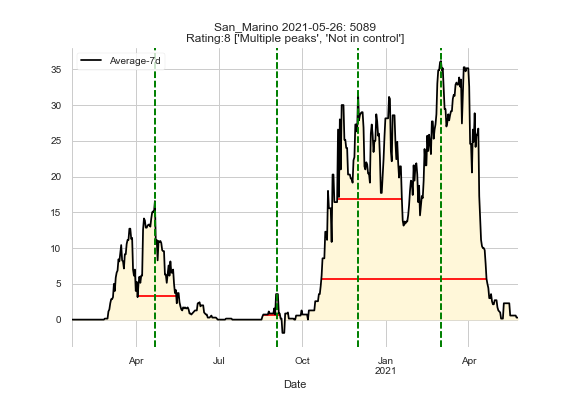 San_Marino 2021-05-26: 5089
Rating:8 ['Multiple peaks', 'Not in control']
Average-7d
35
30
25
20
15
10
5
0
Apr Jul Oct Jan Apr
2021
Date